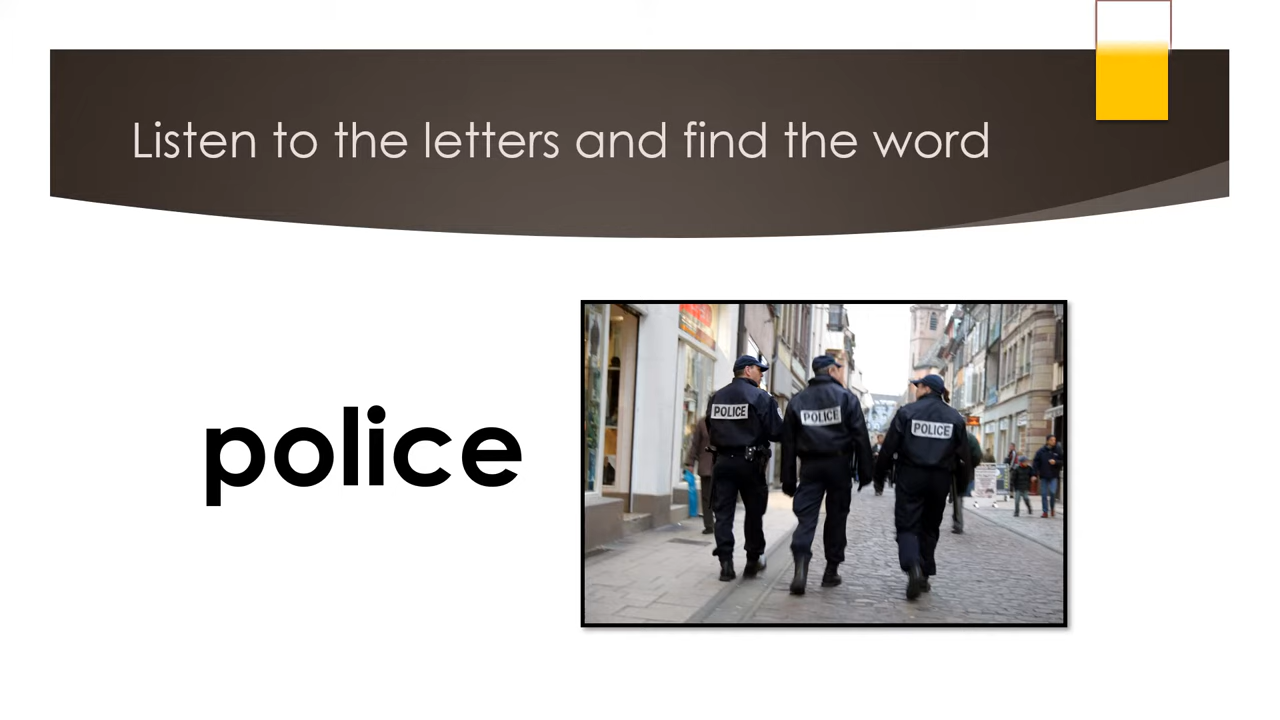 Listen to the letters and find the word
police
POLICE
POLICE
POLICE